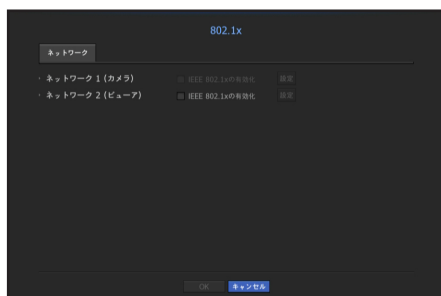 802.1x
ネットワーク
・ネットワーク 1 (カメラ) IEEE 802.1xの有効化 設定
・ネットワーク 2 (ビューア) IEEE 802.1xの有効化 設定
OK キャンセル